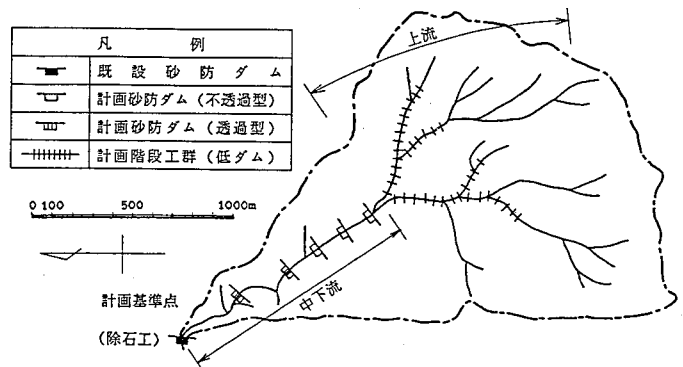 凡 例
既設砂防ダム
計画砂防ダム(不透過型)
計画砂防ダム(透過型)
計画階段工群(低ダム)
0 100 500 1000m
上流
中下流
計画基準点
(除石工)